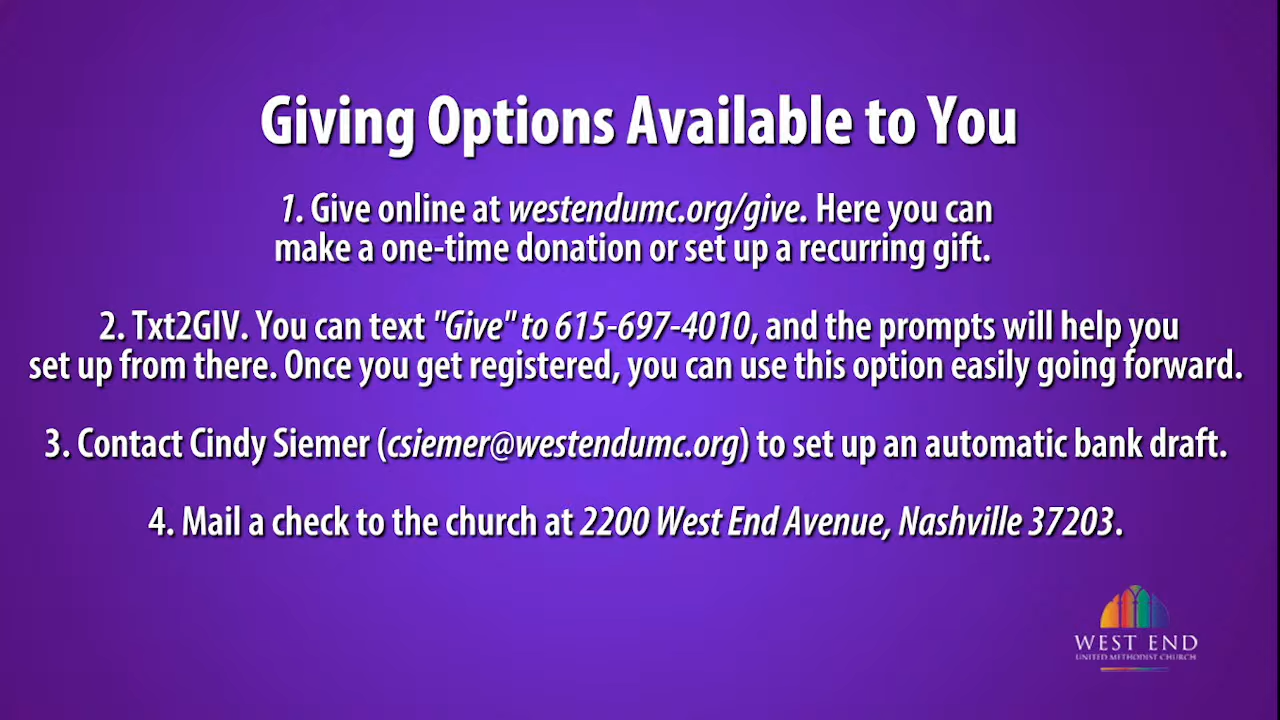 Giving Options Available to You
1. Give online at westendumc.org/give. Here you can
make a one-time donation or set up a recurring gift.
2. Txt2GIV. You can text "Give" to 615-697-4010, and the prompts will help you
set up from there. Once you get registered, you can use this option easily going forward.
3. Contact Cindy Siemer (csiemer@westendumc.org) to set up an automatic bank draft.
4. Mail a check to the church at 2200 West End Avenue, Nashville 37203.
WEST END
UNITED METHODIST CHURCH